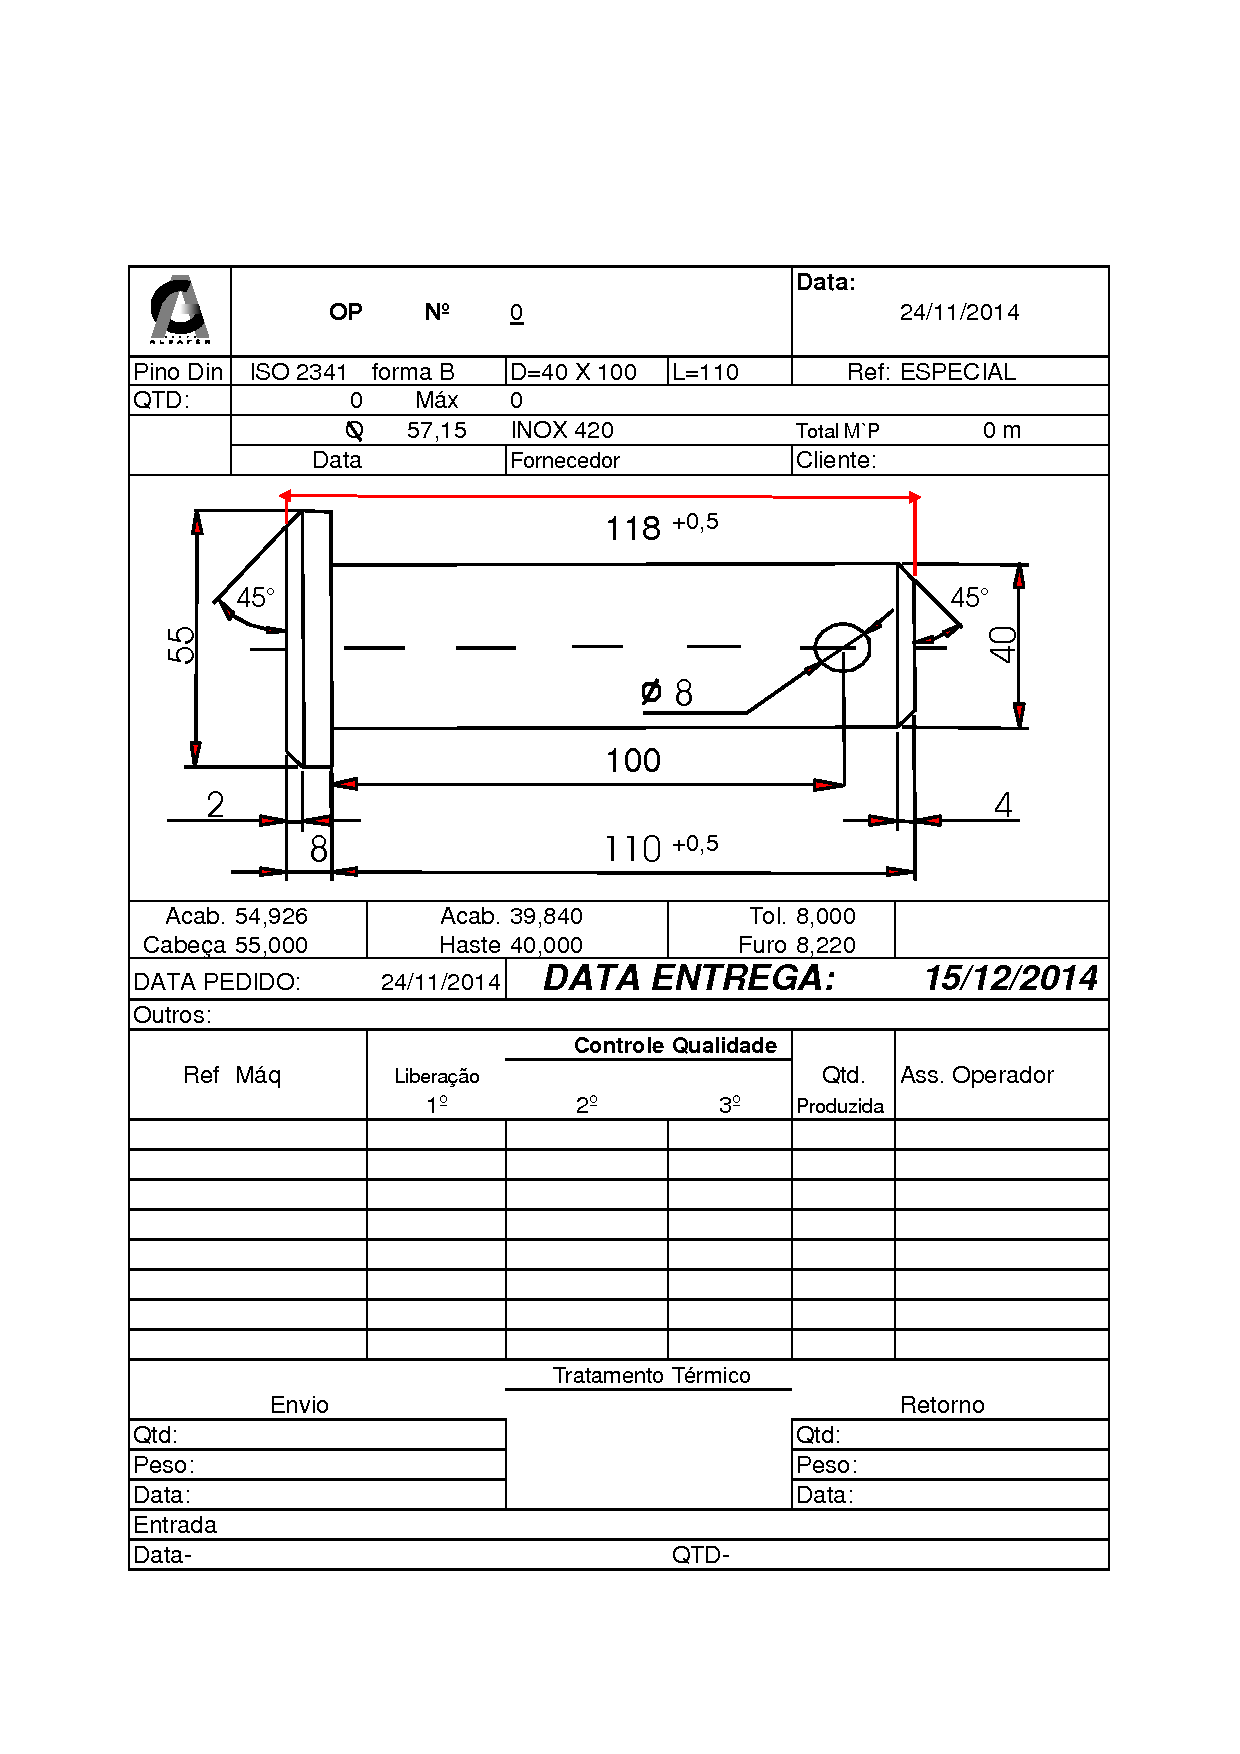 ALBAFER
Data:
OP Nº 0 24/11/2014
Pino Din ISO 2341 forma B D=40 X 100 L=110 Ref: ESPECIAL
QTD: 0 Máx 0
Ø 57,15 INOX 420 Total M`P 0 m
Data Fornecedor Cliente:
118 +0,5
45° 45°
55 40
Ø 8
100
2 4
8 110 +0,5
Acab. 54,926 Acab. 39,840 Tol. 8,000
Cabeça 55,000 Haste 40,000 Furo 8,220
DATA PEDIDO: 24/11/2014 DATA ENTREGA: 15/12/2014
Outros:
Controle Qualidade
Ref Máq Liberação Qtd. Ass. Operador
1º 2º 3º Produzida
Tratamento Térmico
Envio Retorno
Qtd: Qtd:
Peso: Peso:
Data: Data:
Entrada
Data- QTD-